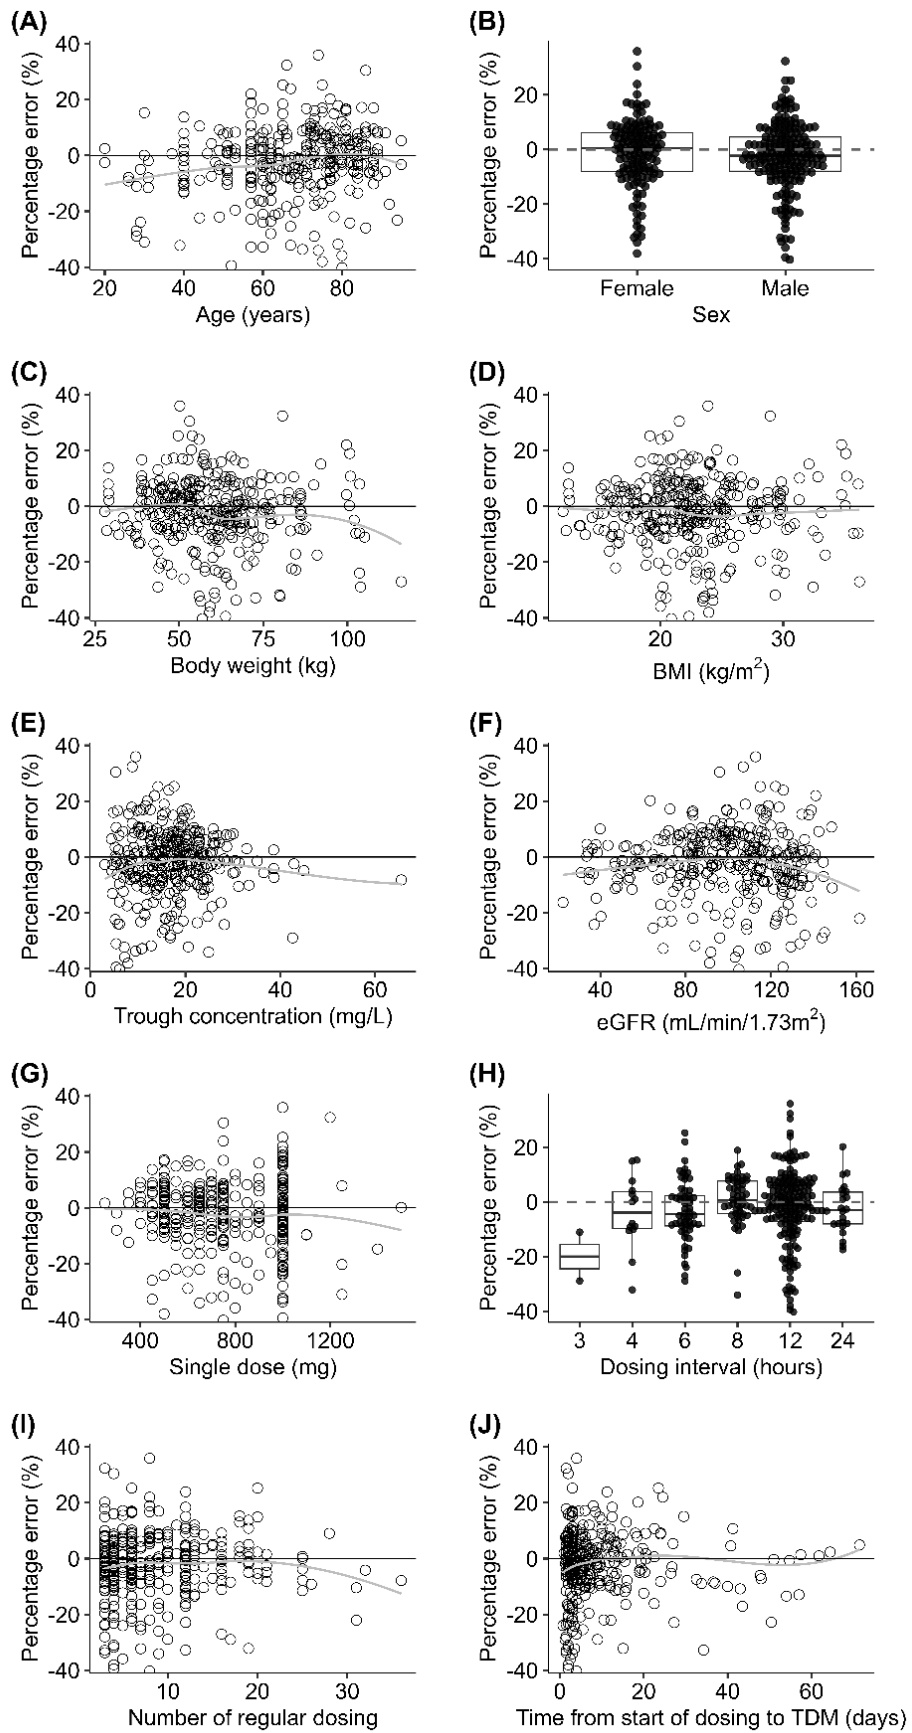 (A)
Percentage error (%)
40
20
0
-20
-40
20 40 60 80
Age (years)
(B)
Percentage error (%)
20
0
-20
-40
Female Male
Sex
(C)
Percentage error (%)
40
20
0
-20
-40
25 50 75 100
Body weight (kg)
(D)
Percentage error (%)
40
20
0
-20
-40
20 30
BMI (kg/m²)
(E)
Percentage error (%)
40
20
0
-20
-40
0 20 40 60
Trough concentration (mg/L)
(F)
Percentage error (%)
40
20
0
-20
-40
40 80 120 160
eGFR (mL/min/1.73m²)
(G)
Percentage error (%)
40
20
0
-20
-40
400 800 1200
Single dose (mg)
(H)
Percentage error (%)
20
0
-20
-40
3 4 6 8 12 24
Dosing interval (hours)
(I)
Percentage error (%)
40
20
0
-20
-40
10 20 30
Number of regular dosing
(J)
Percentage error (%)
40
20
0
-20
-40
0 20 40 60
Time from start of dosing to TDM (days)